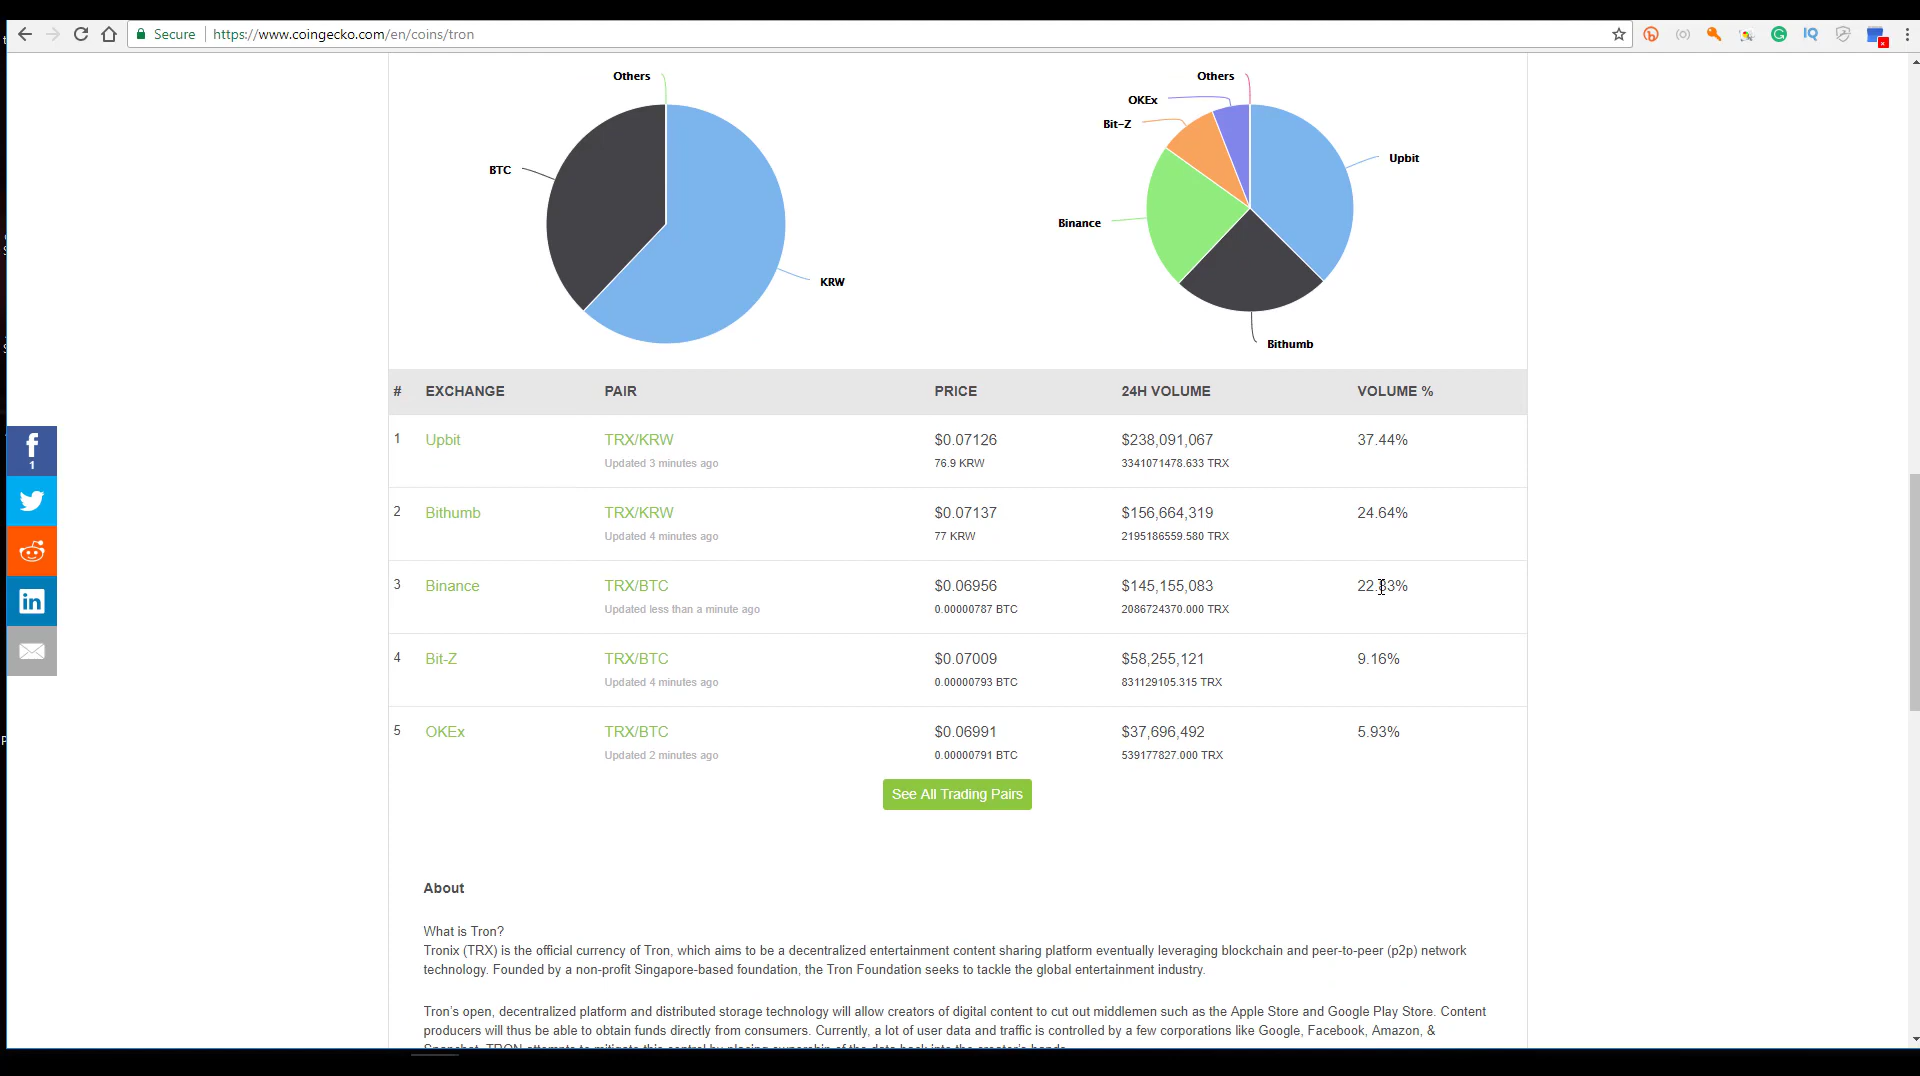 Secure https://www.coingecko.com/en/coins/tron
Others
BTC
KRW
Others
OKEx
Bit-Z
Upbit
Binance
Bithumb
# EXCHANGE PAIR PRICE 24H VOLUME VOLUME %
1 Upbit TRX/KRW $0.07126 $238,091,067 37.44%
Updated 3 minutes ago 76.9 KRW 3341071478.633 TRX
2 Bithumb TRX/KRW $0.07137 $156,664,319 24.64%
Updated 4 minutes ago 77 KRW 2195186559.580 TRX
3 Binance TRX/BTC $0.06956 $145,155,083 22.83%
Updated less than a minute ago 0.00000787 BTC 2086724370.000 TRX
4 Bit-Z TRX/BTC $0.07009 $58,255,121 9.16%
Updated 4 minutes ago 0.00000793 BTC 831129105.315 TRX
5 OKEx TRX/BTC $0.06991 $37,696,492 5.93%
Updated 2 minutes ago 0.00000791 BTC 539177827.000 TRX
See All Trading Pairs
f
1
in
IQ
About
What is Tron?
Tronix (TRX) is the official currency of Tron, which aims to be a decentralized entertainment content sharing platform eventually leveraging blockchain and peer-to-peer (p2p) network
technology. Founded by a non-profit Singapore-based foundation, the Tron Foundation seeks to tackle the global entertainment industry.
Tron's open, decentralized platform and distributed storage technology will allow creators of digital content to cut out middlemen such as the Apple Store and Google Play Store. Content
producers will thus be able to obtain funds directly from consumers. Currently, a lot of user data and traffic is controlled by a few corporations like Google, Facebook, Amazon, &